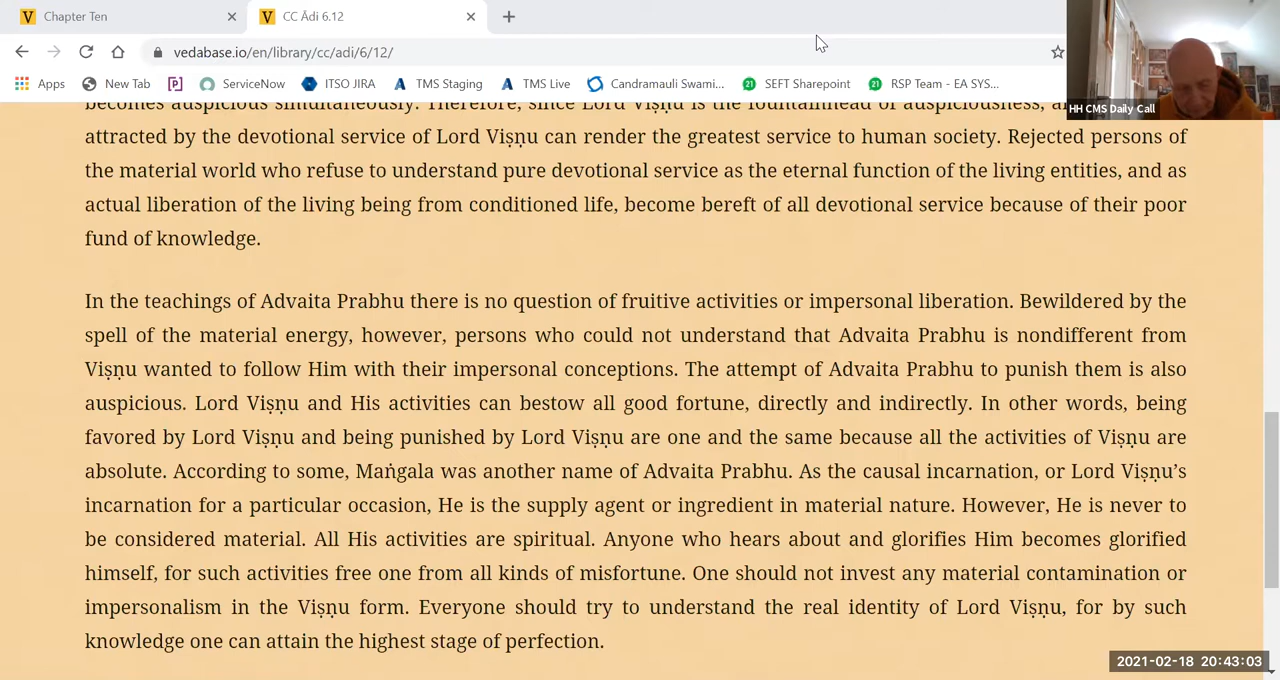 Chapter Ten
CC Ādi 6.12
vedabase.io/en/library/cc/adi/6/12/
Apps New Tab ServiceNow ITSO JIRA TMS Staging TMS Live Candramauli Swami... SEFT Sharepoint RSP Team - EA SYS...
HH CMS Daily Call
becomes auspicious simultaneously. Therefore, since Lord Viṣṇu is the fountainhead of auspiciousness,
attracted by the devotional service of Lord Viṣṇu can render the greatest service to human society. Rejected persons of
the material world who refuse to understand pure devotional service as the eternal function of the living entities, and as
actual liberation of the living being from conditioned life, become bereft of all devotional service because of their poor
fund of knowledge.
In the teachings of Advaita Prabhu there is no question of fruitive activities or impersonal liberation. Bewildered by the
spell of the material energy, however, persons who could not understand that Advaita Prabhu is nondifferent from
Viṣṇu wanted to follow Him with their impersonal conceptions. The attempt of Advaita Prabhu to punish them is also
auspicious. Lord Viṣṇu and His activities can bestow all good fortune, directly and indirectly. In other words, being
favored by Lord Viṣṇu and being punished by Lord Viṣṇu are one and the same because all the activities of Viṣṇu are
absolute. According to some, Maṅgala was another name of Advaita Prabhu. As the causal incarnation, or Lord Viṣṇu's
incarnation for a particular occasion, He is the supply agent or ingredient in material nature. However, He is never to
be considered material. All His activities are spiritual. Anyone who hears about and glorifies Him becomes glorified
himself, for such activities free one from all kinds of misfortune. One should not invest any material contamination or
impersonalism in the Viṣṇu form. Everyone should try to understand the real identity of Lord Viṣṇu, for by such
knowledge one can attain the highest stage of perfection.
2021-02-18 20:43:03